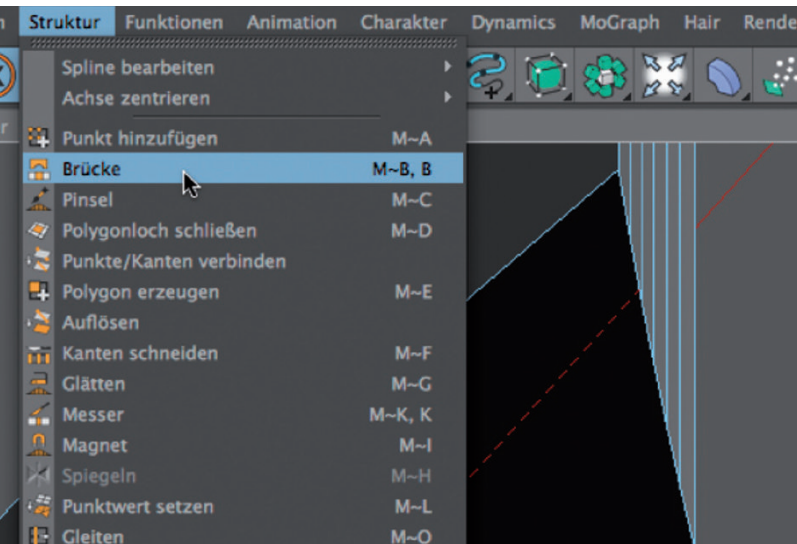 Struktur Funktionen Animation Charakter Dynamics MoGraph Hair
Spline bearbeiten
Achse zentrieren
Punkt hinzufügen M~A
Brücke M~B, B
Pinsel M~C
Polygonloch schließen M~D
Punkte/Kanten verbinden
Polygon erzeugen M~E
Auflösen
Kanten schneiden M~F
Glätten M~G
Messer M~K, K
Magnet M~I
Spiegeln M~H
Punktwert setzen M~L
Gleiten M~O